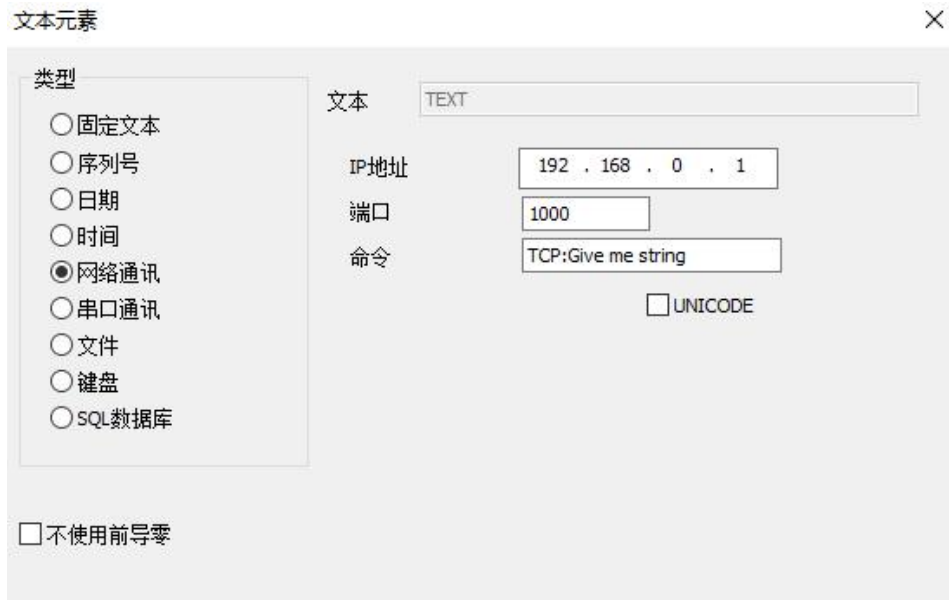 文本元素
类型
固定文本
序列号
日期
时间
网络通讯
串口通讯
文件
键盘
SQL数据库
文本 TEXT
IP地址 192 . 168 . 0 . 1
端口 1000
命令 TCP:Give me string
UNICODE
不使用前导零